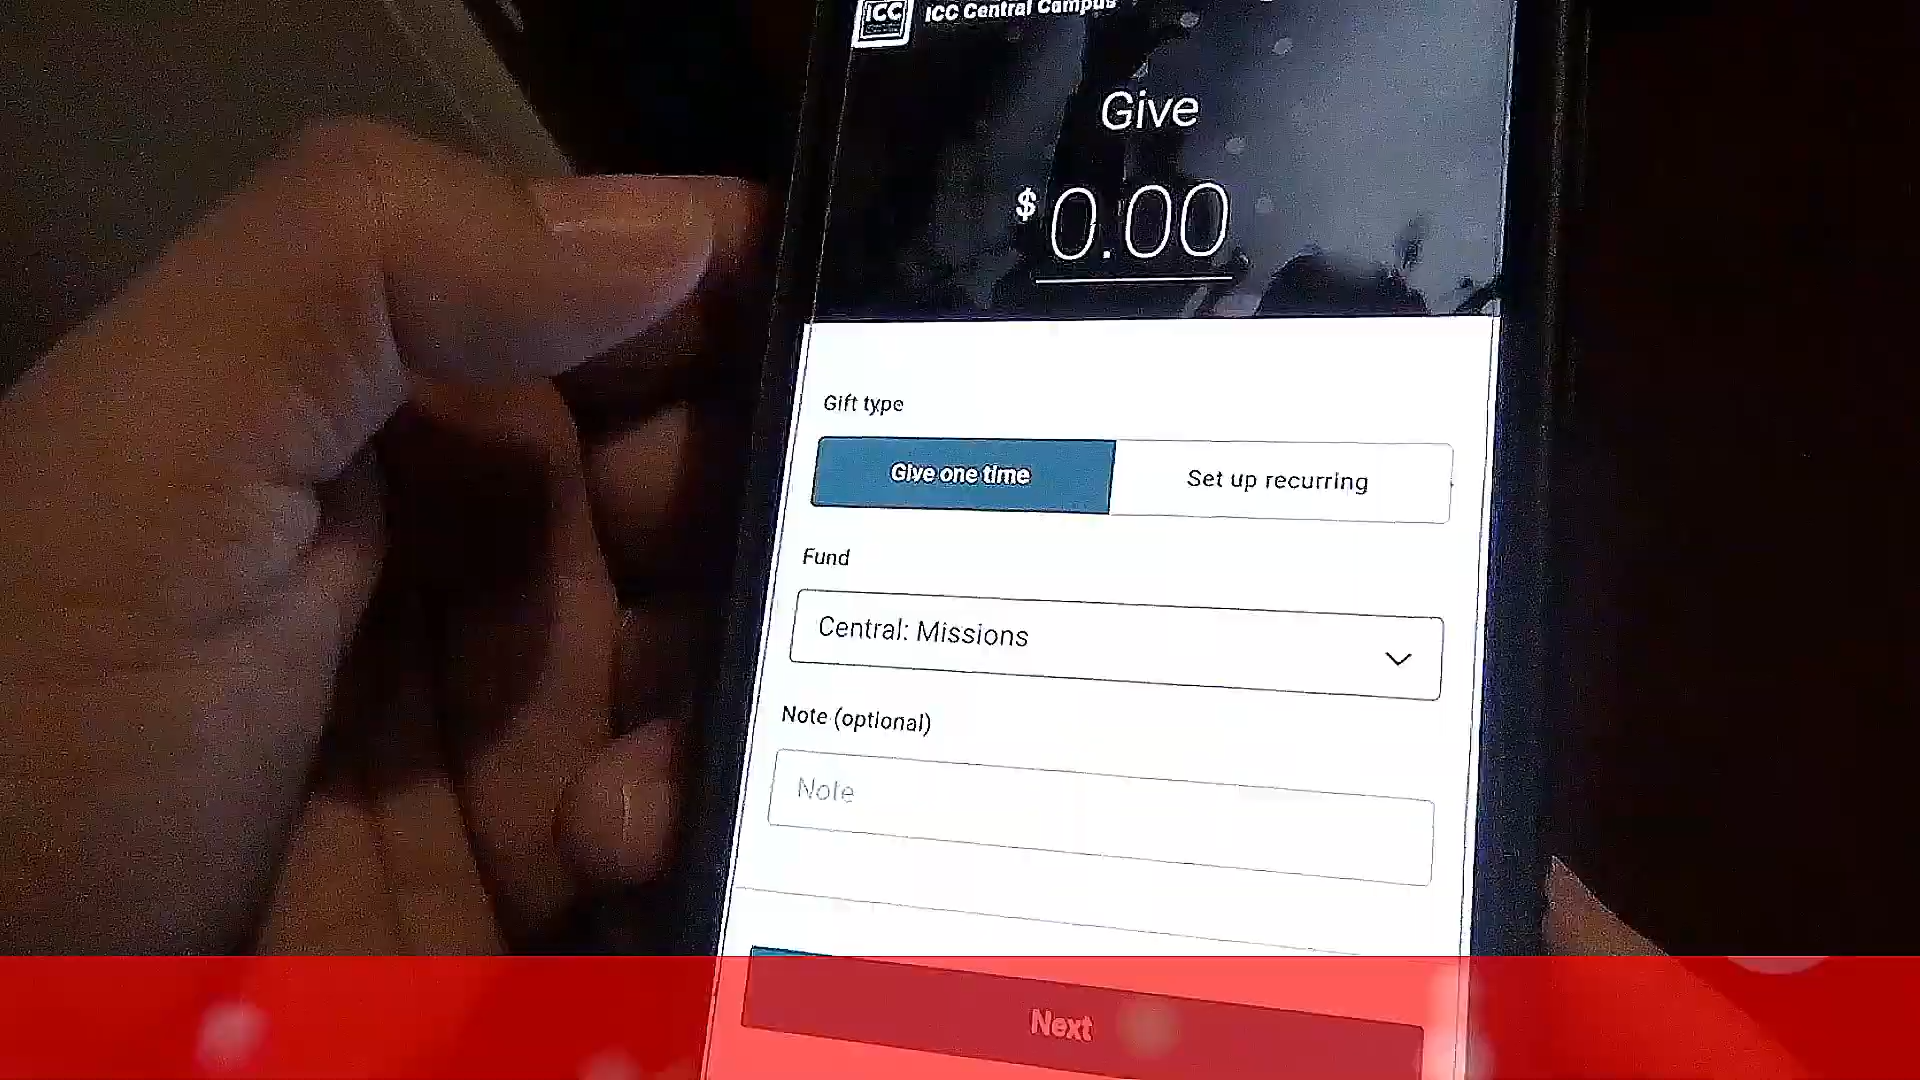 ICC
ICC Central Campus
Give
$0.00
Gift type
Give one time
Set up recurring
Fund
Central: Missions
Note (optional)
Note
Next